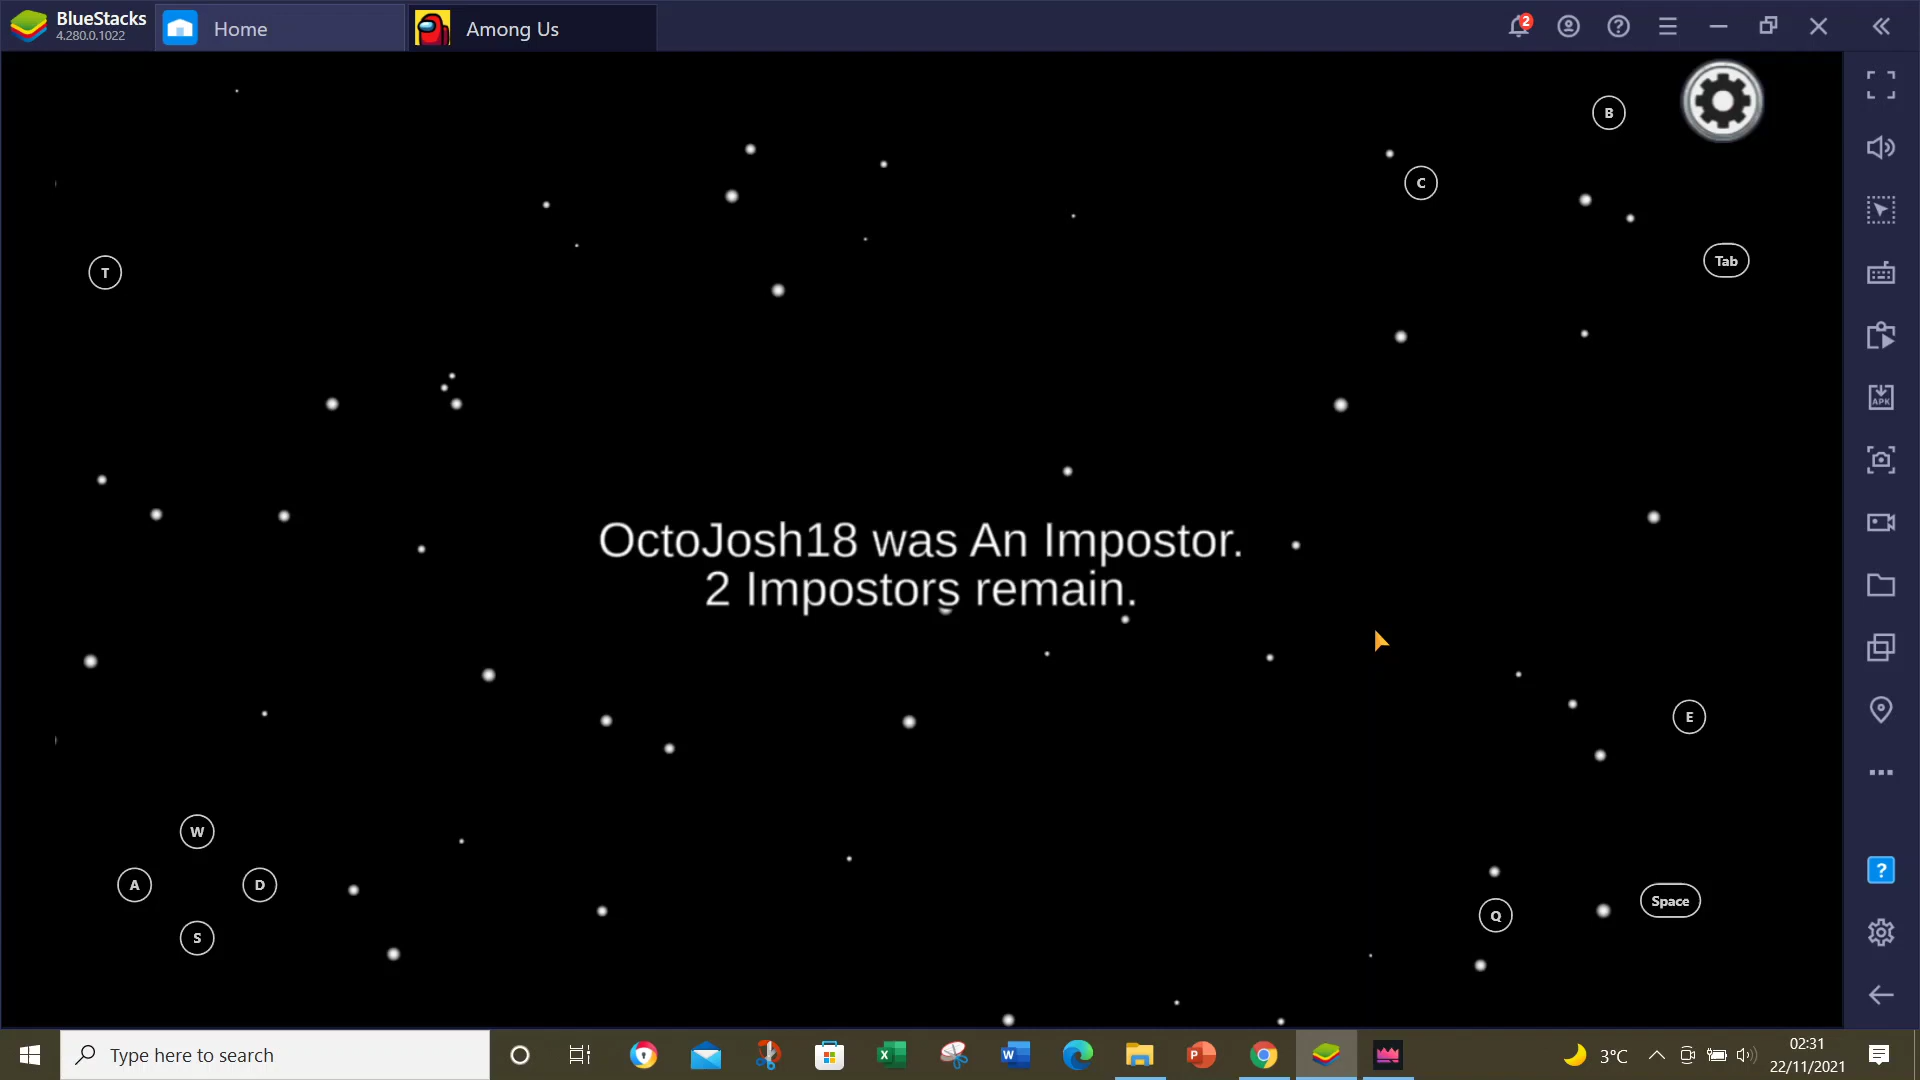 BlueStacks
4.280.0.1022
Home
Among Us
2
B
C
T
Tab
OctoJosh18 was An Impostor.
2 Impostors remain.
E
W
A
D
S
Q
Space
APK
?
Type here to search
3°C
02:31
22/11/2021